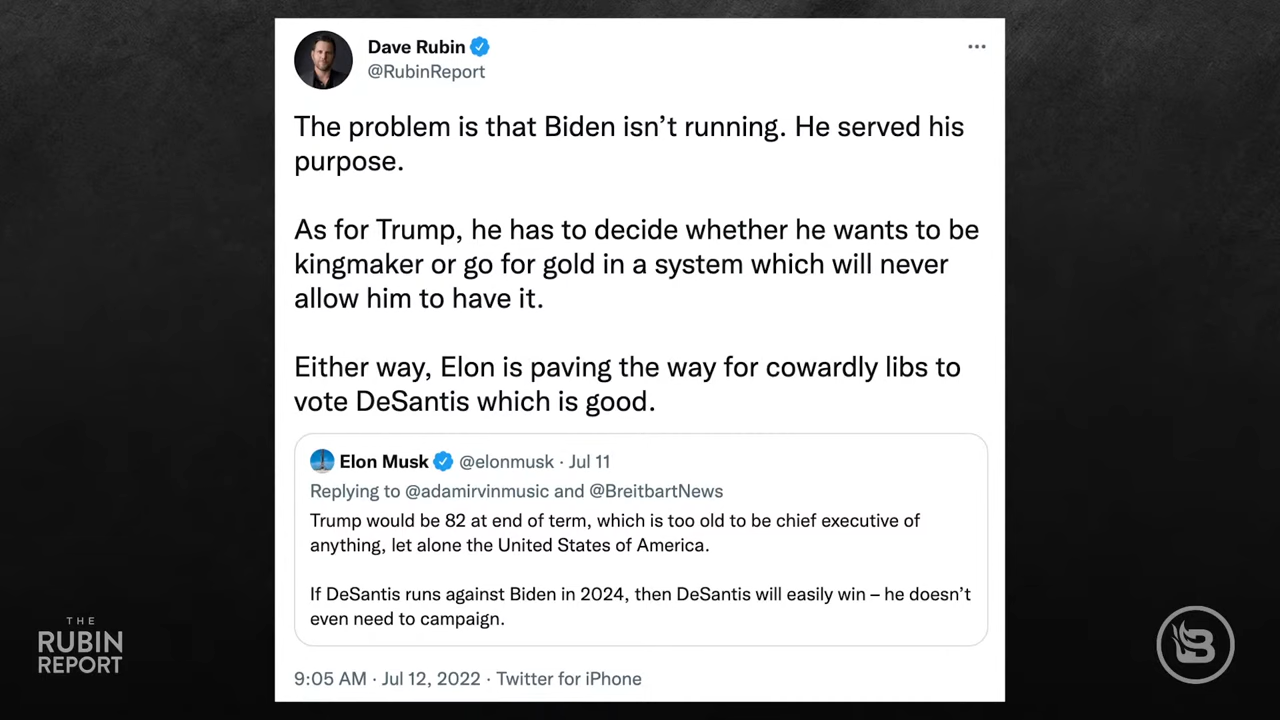 Dave Rubin
@RubinReport
The problem is that Biden isn’t running. He served his
purpose.
As for Trump, he has to decide whether he wants to be
kingmaker or go for gold in a system which will never
allow him to have it.
Either way, Elon is paving the way for cowardly libs to
vote DeSantis which is good.
Elon Musk @elonmusk · Jul 11
Replying to @adamirvinmusic and @BreitbartNews
Trump would be 82 at end of term, which is too old to be chief executive of
anything, let alone the United States of America.
If DeSantis runs against Biden in 2024, then DeSantis will easily win – he doesn’t
even need to campaign.
9:05 AM · Jul 12, 2022 · Twitter for iPhone
THE
RUBIN
REPORT
B